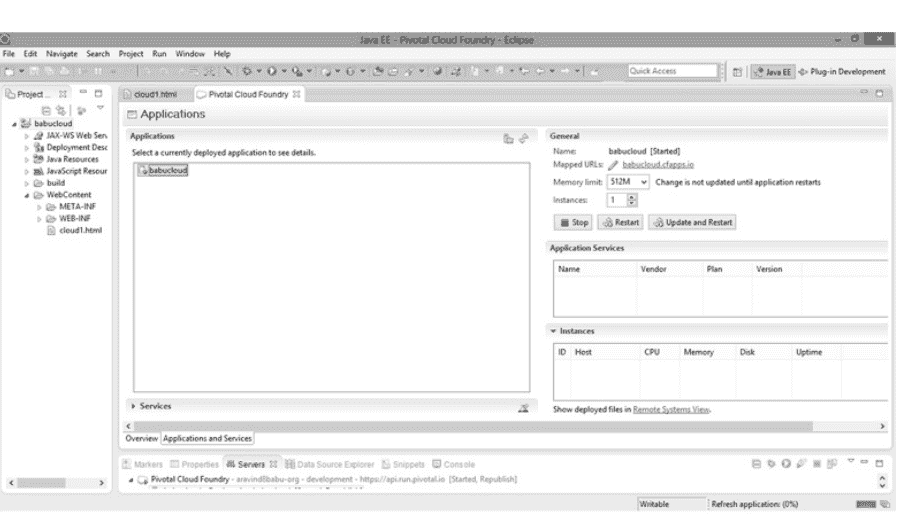 Java EE - Pivotal Cloud Foundry - Eclipse
File Edit Navigate Search Project Run Window Help
Quick Access
Java EE
Plug-in Development
Project ...
cloud1.html
Pivotal Cloud Foundry
babucloud
JAX-WS Web Serv
Deployment Desc
Java Resources
JavaScript Resour
build
WebContent
META-INF
WEB-INF
cloud1.html
Applications
Applications
Select a currently deployed application to see details.
babucloud
Services
General
Name: babucloud [Started]
Mapped URLs: babucloud.cfapps.io
Memory limit: 512M Change is not updated until application restarts
Instances: 1
Stop Restart Update and Restart
Application Services
Name Vendor Plan Version
Instances
ID Host CPU Memory Disk Uptime
Show deployed files in Remote Systems View.
Overview Applications and Services
Markers Properties Servers Data Source Explorer Snippets Console
Pivotal Cloud Foundry - - development - https://api.run.pivotal.io [Started, Republish]
Writable Refresh application: (0%)